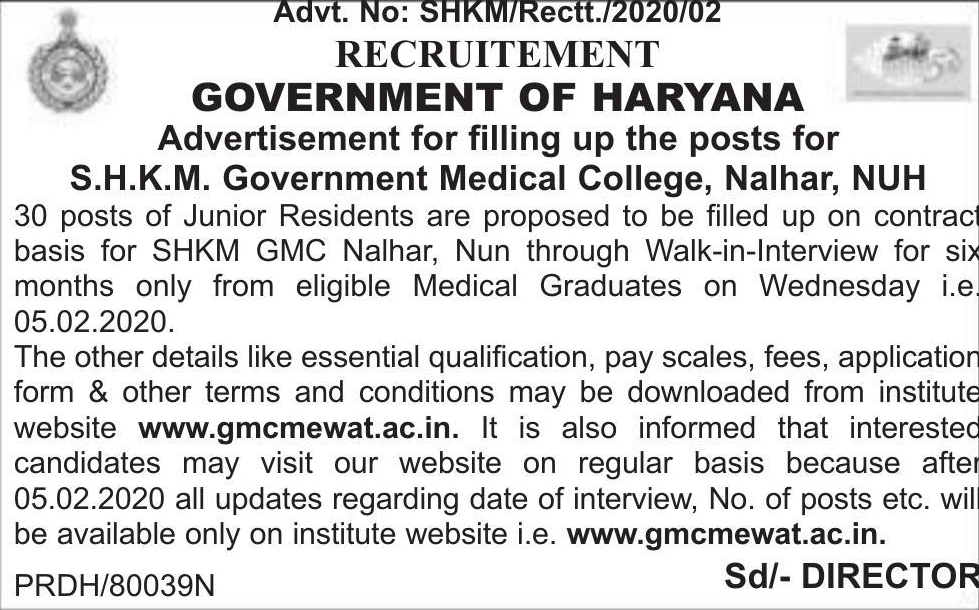 Advt. No: SHKM/Rectt./2020/02
RECRUITEMENT
GOVERNMENT OF HARYANA
Advertisement for filling up the posts for
S.H.K.M. Government Medical College, Nalhar, NUH
30 posts of Junior Residents are proposed to be filled up on contract
basis for SHKM GMC Nalhar, Nun through Walk-in-Interview for six
months only from eligible Medical Graduates on Wednesday i.e.
05.02.2020.
The other details like essential qualification, pay scales, fees, application
form & other terms and conditions may be downloaded from institute
website www.gmcmewat.ac.in. It is also informed that interested
candidates may visit our website on regular basis because after
05.02.2020 all updates regarding date of interview, No. of posts etc. will
be available only on institute website i.e. www.gmcmewat.ac.in.
PRDH/80039N
Sd/- DIRECTOR